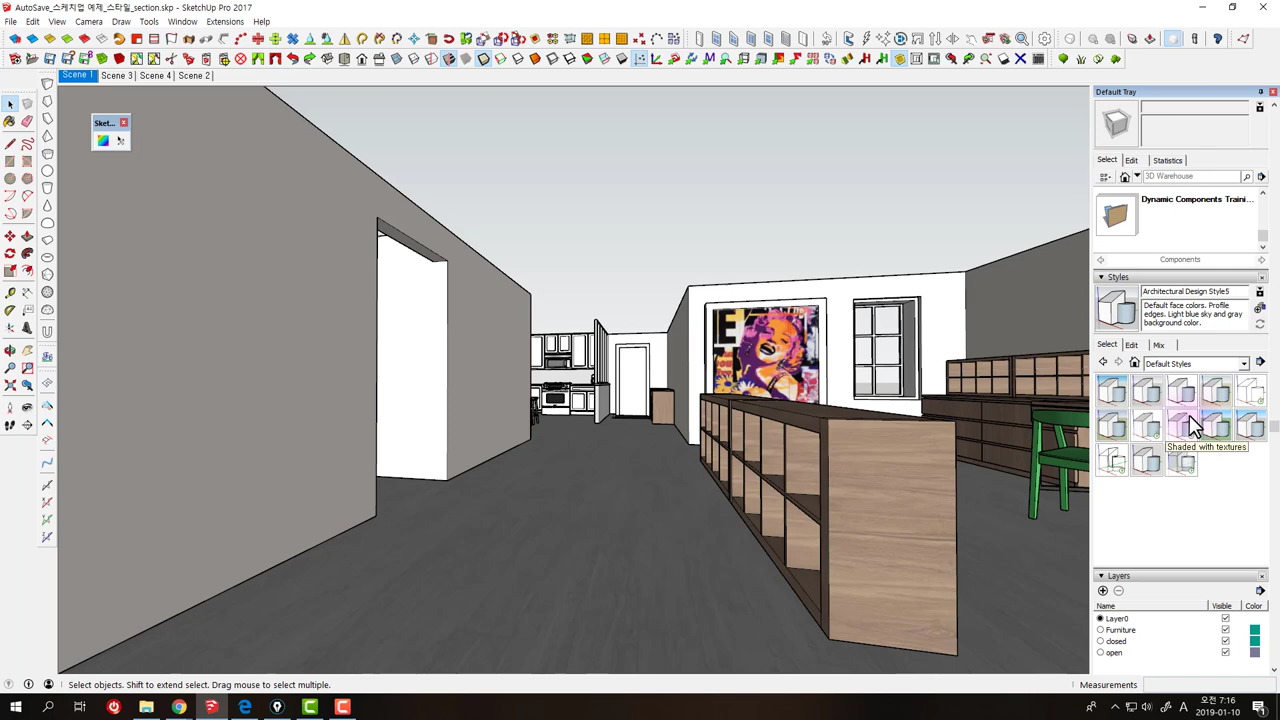 AutoSave_스케치업 예제_스타일_section.skp - SketchUp Pro 2017
File Edit View Camera Draw Tools Window Extensions Help
Scene 1 Scene 3 Scene 4 Scene 2
Sket...
Default Tray
Select Edit Statistics
3D Warehouse
Dynamic Components Traini...
Components
Styles
Architectural Design Style5
Default face colors. Profile
edges. Light blue sky and gray
background color.
Select Edit Mix
Default Styles
Shaded with textures
Layers
Name Visible Color
Layer0
Furniture
closed
open
Select objects. Shift to extend select. Drag mouse to select multiple.
Measurements
오전 7:16
2019-01-10